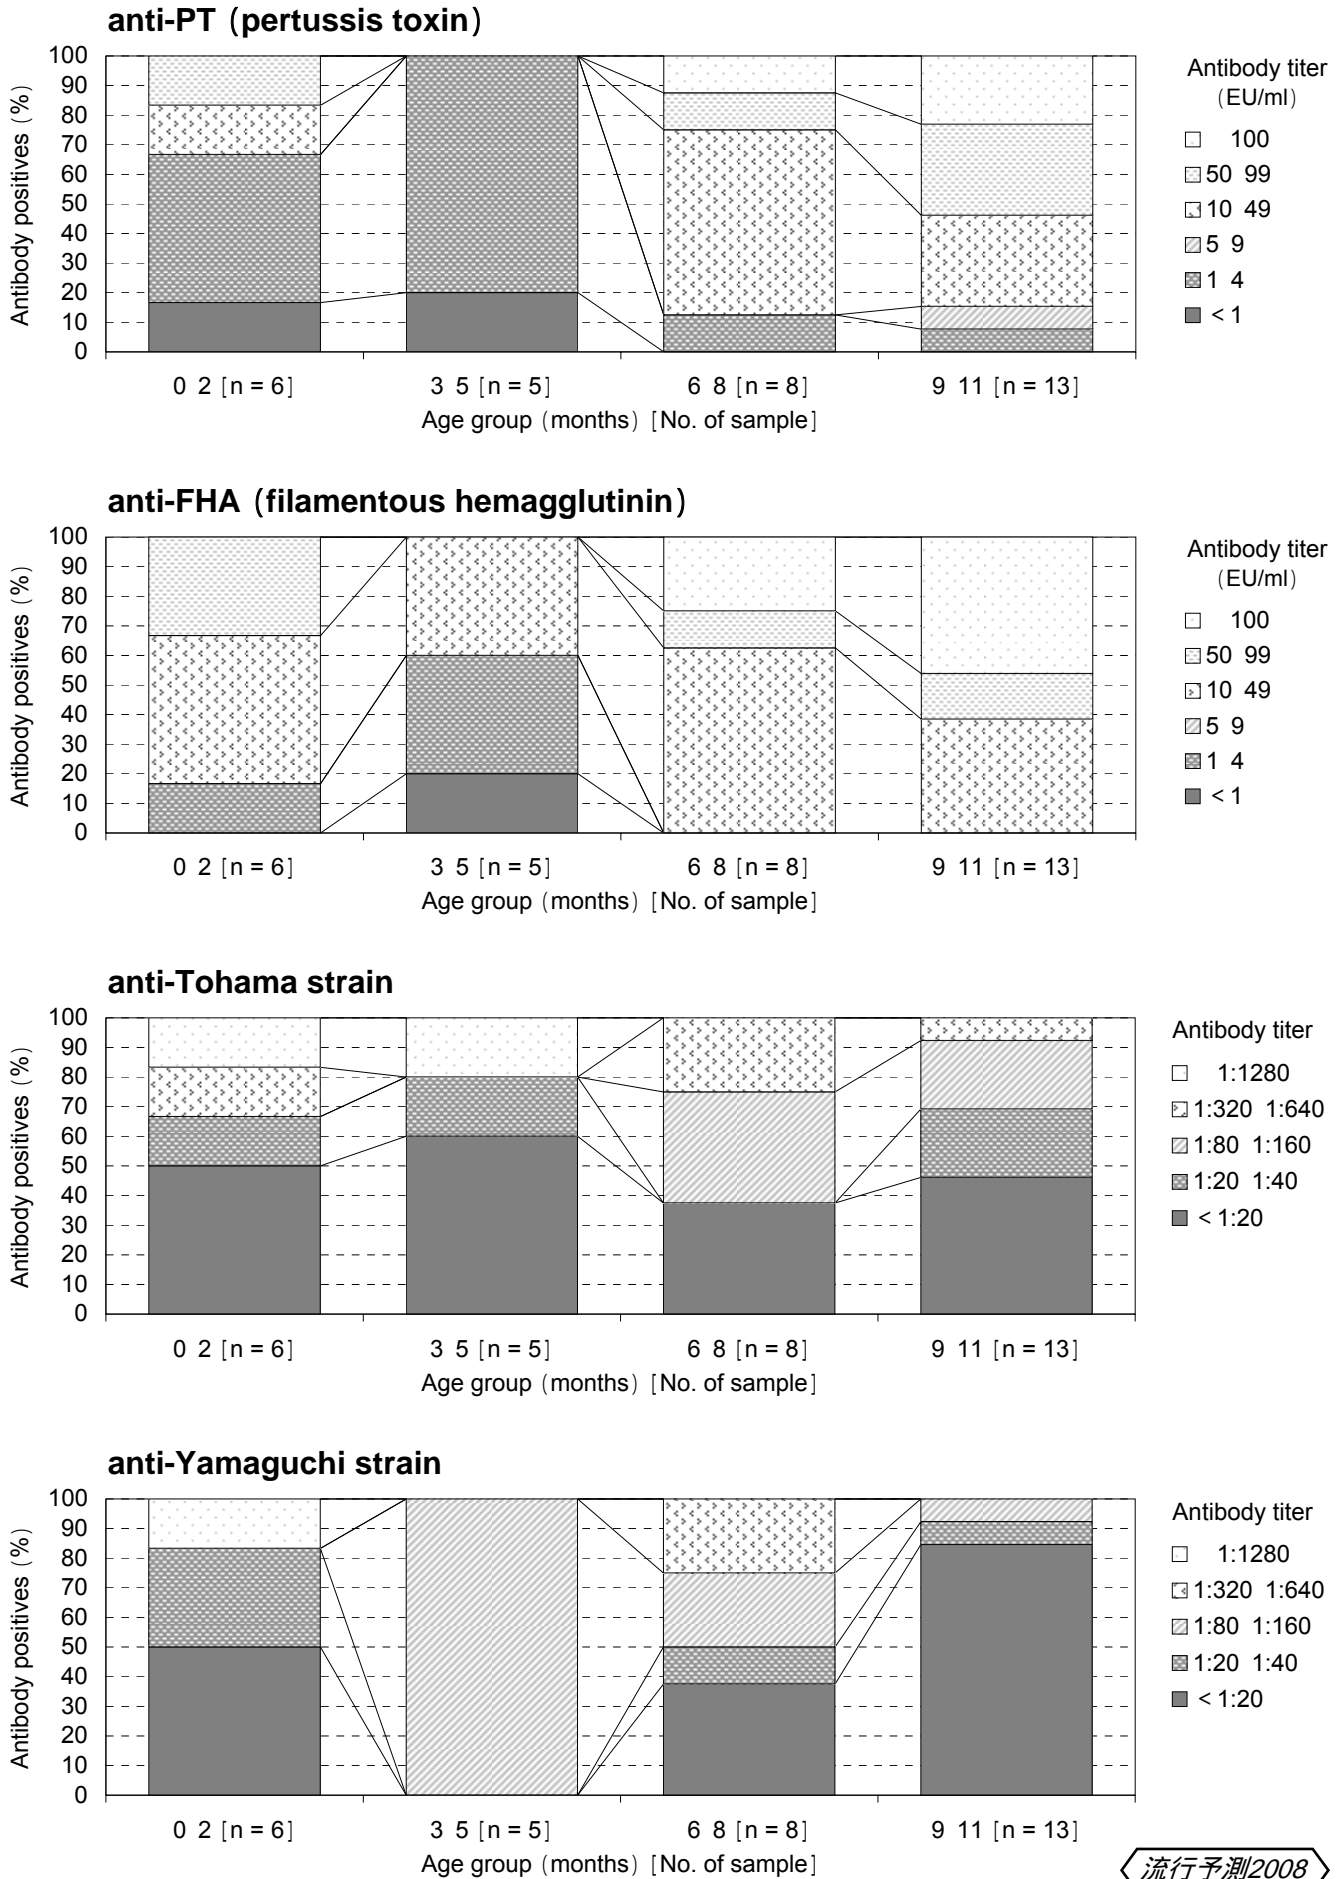 anti-PT (pertussis toxin)
Antibody positives (%)
100
90
80
70
60
50
40
30
20
10
0
0 2 [n = 6]
3 5 [n = 5]
6 8 [n = 8]
9 11 [n = 13]
Age group (months) [No. of sample]
Antibody titer
(EU/ml)
100
50 99
10 49
5 9
1 4
< 1
anti-FHA (filamentous hemagglutinin)
Antibody positives (%)
100
90
80
70
60
50
40
30
20
10
0
0 2 [n = 6]
3 5 [n = 5]
6 8 [n = 8]
9 11 [n = 13]
Age group (months) [No. of sample]
Antibody titer
(EU/ml)
100
50 99
10 49
5 9
1 4
< 1
anti-Tohama strain
Antibody positives (%)
100
90
80
70
60
50
40
30
20
10
0
0 2 [n = 6]
3 5 [n = 5]
6 8 [n = 8]
9 11 [n = 13]
Age group (months) [No. of sample]
Antibody titer
1:1280
1:320 1:640
1:80 1:160
1:20 1:40
< 1:20
anti-Yamaguchi strain
Antibody positives (%)
100
90
80
70
60
50
40
30
20
10
0
0 2 [n = 6]
3 5 [n = 5]
6 8 [n = 8]
9 11 [n = 13]
Age group (months) [No. of sample]
Antibody titer
1:1280
1:320 1:640
1:80 1:160
1:20 1:40
< 1:20
流行予測2008